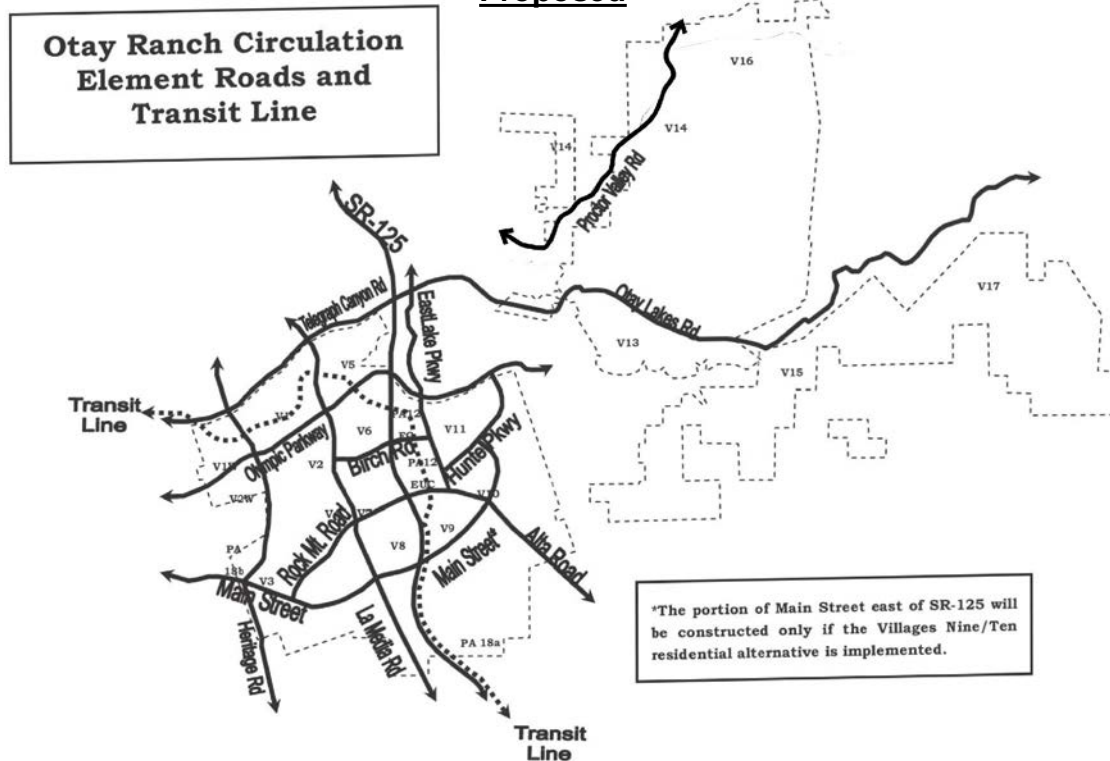 Proposed
Otay Ranch Circulation
Element Roads and
Transit Line
V16
V14
V14
Proctor Valley Rd
SR-125
Telegraph Canyon Rd
EastLake Pkwy
Otay Lakes Rd
V17
V13
V15
V5
Transit
Line
V1
PA12
V6
V11
Olympic Parkway
Birch Rd
Hunte Pkwy
V2
PA12
EUC
V10
V2W
V7
Rock Mt. Road
V9
V8
Main Street*
Alta Road
PA
18b
V3
Main Street
Heritage Rd
La Media Rd
PA 18a
*The portion of Main Street east of SR-125 will
be constructed only if the Villages Nine/Ten
residential alternative is implemented.
Transit
Line